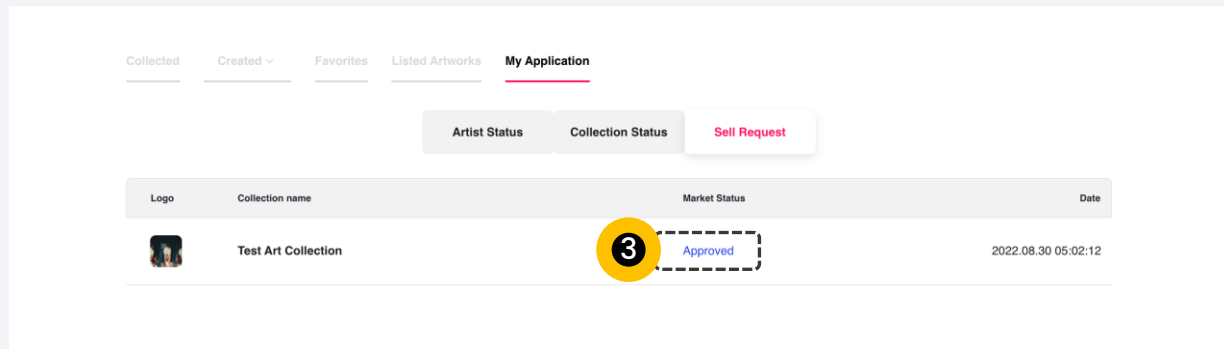 Collected Created Favorites Listed Artworks My Application
Artist Status Collection Status Sell Request
Logo Collection name Market Status Date
Test Art Collection 3 Approved 2022.08.30 05:02:12